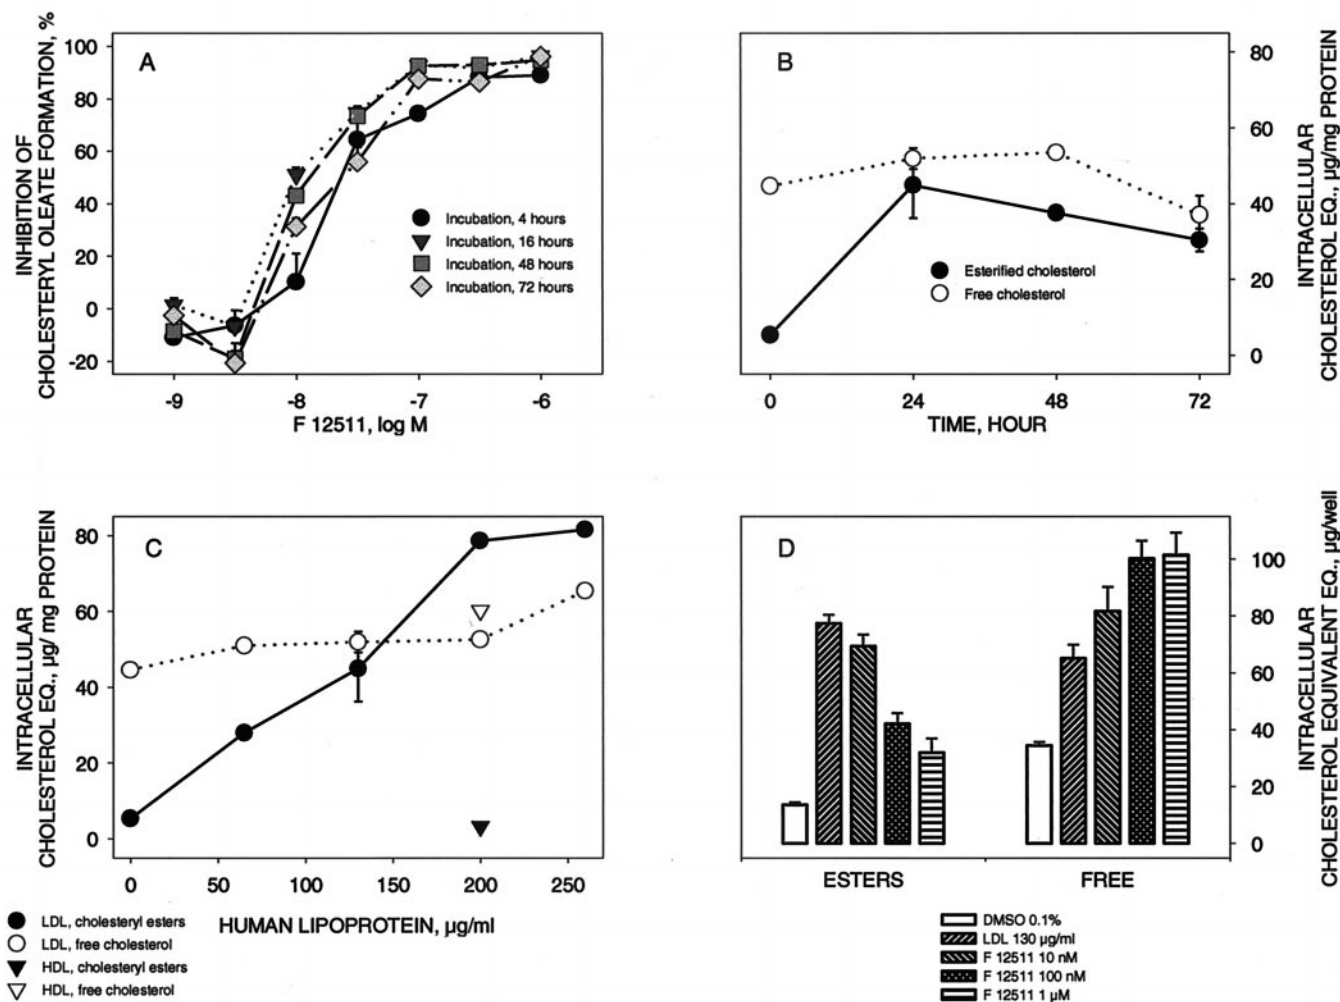 A
INHIBITION OF
CHOLESTERYL OLEATE FORMATION, %
100
80
60
40
20
0
-20
-9
-8
-7
-6
F 12511, log M
Incubation, 4 hours
Incubation, 16 hours
Incubation, 48 hours
Incubation, 72 hours
B
80
60
40
20
0
INTRACELLULAR
CHOLESTEROL EQ., µg/mg PROTEIN
Esterified cholesterol
Free cholesterol
0
24
48
72
TIME, HOUR
C
INTRACELLULAR
CHOLESTEROL EQ., µg/ mg PROTEIN
80
60
40
20
0
0
50
100
150
200
250
HUMAN LIPOPROTEIN, µg/ml
LDL, cholesteryl esters
LDL, free cholesterol
HDL, cholesteryl esters
HDL, free cholesterol
D
100
80
60
40
20
0
INTRACELLULAR
CHOLESTEROL EQUIVALENT EQ., µg/well
ESTERS
FREE
DMSO 0.1%
LDL 130 µg/ml
F 12511 10 nM
F 12511 100 nM
F 12511 1 µM